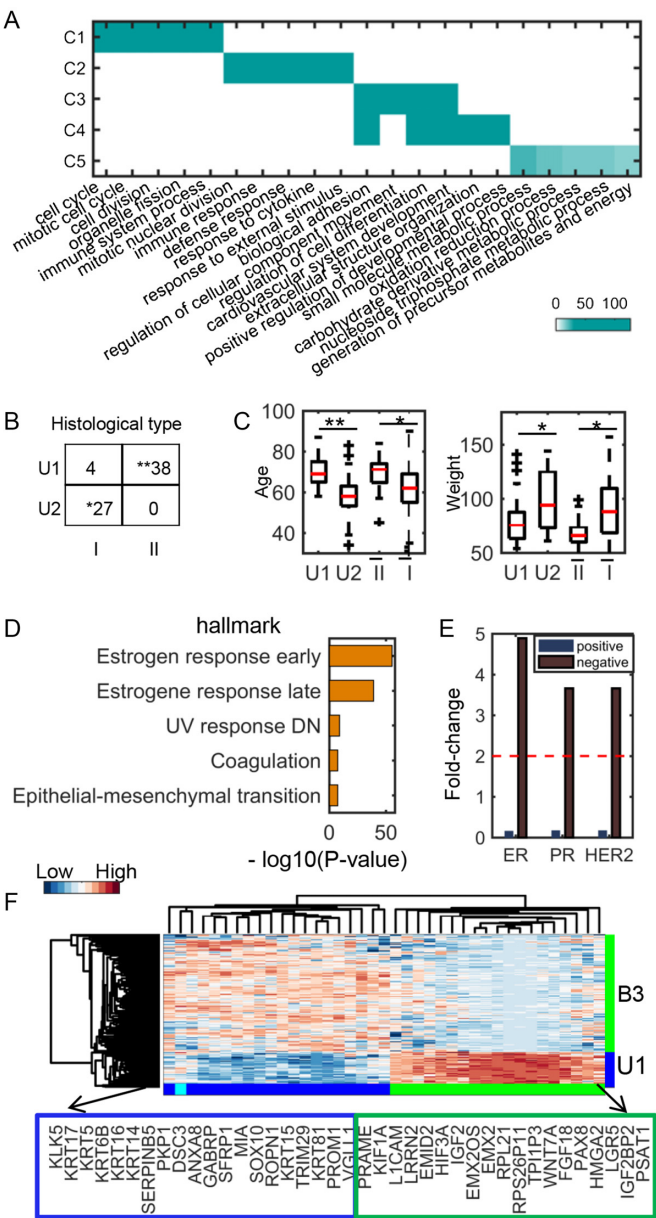 A
C1
C2
C3
C4
C5
cell cycle
mitotic cell cycle
cell division
organelle fission
immune system process
mitotic nuclear division
immune response
defense response
response to cytokine
response to external stimulus
biological adhesion
regulation of cellular component movement
regulation of cell differentiation
cardiovascular system development
extracellular structure organization
positive regulation of developmental process
small molecule metabolic process
oxidation reduction process
carbohydrate derivative metabolic process
nucleoside triphosphate metabolic process
generation of precursor metabolites and energy
0 50 100
B
Histological type
U1 4 **38
U2 *27 0
I II
C
Age
100
80
60
40
** *
U1 U2 II I
Weight
150
100
50
* *
U1 U2 II I
D
hallmark
Estrogen response early
Estrogene response late
UV response DN
Coagulation
Epithelial-mesenchymal transition
0 50
- log10(P-value)
E
Fold-change
5
4
3
2
1
0
positive
negative
ER PR HER2
Low High
F
B3
U1
KLK5
KRT17
KRT5
KRT6B
KRT16
KRT14
SERPINB5
PKP1
DSC3
ANXA8
GABRP
SFRP1
MIA
SOX10
ROPN1
KRT15
TRIM29
KRT81
PROM1
VGLL1
PRAME
KIF1A
L1CAM
LRRN2
EMID2
HIF3A
IGF2
EMX2OS
EMX2
RPL21
RPS26P11
TPI1P3
WNT7A
FGF18
PAX8
HMGA2
LGR5
IGF2BP2
PSAT1